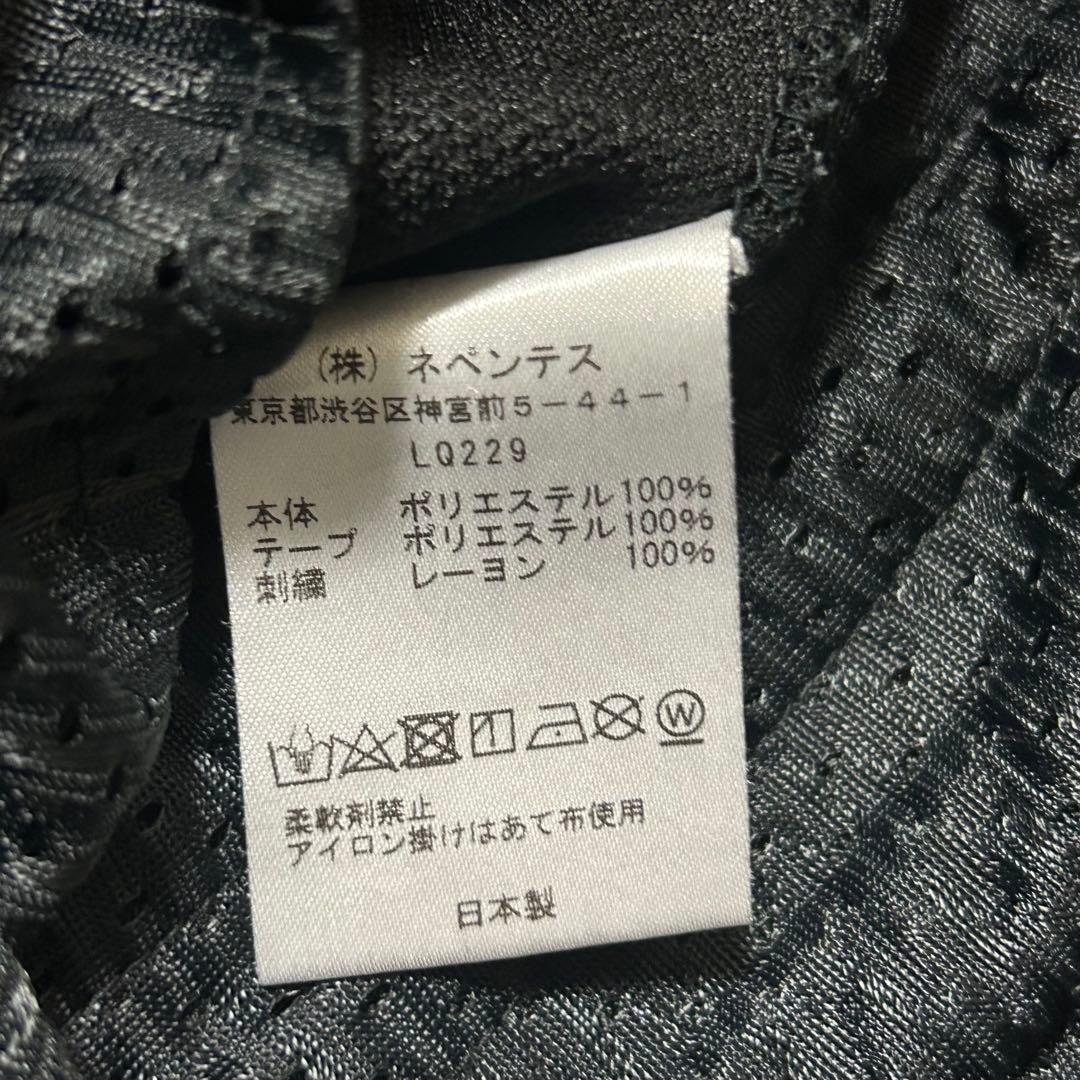 (株) ネペンテス
東京都渋谷区神宮前5-44-1
LQ229
本体 ポリエステル100%
テープ ポリエステル100%
刺繍 レーヨン 100%
W
柔軟剤禁止
アイロン掛けはあて布使用
日本製